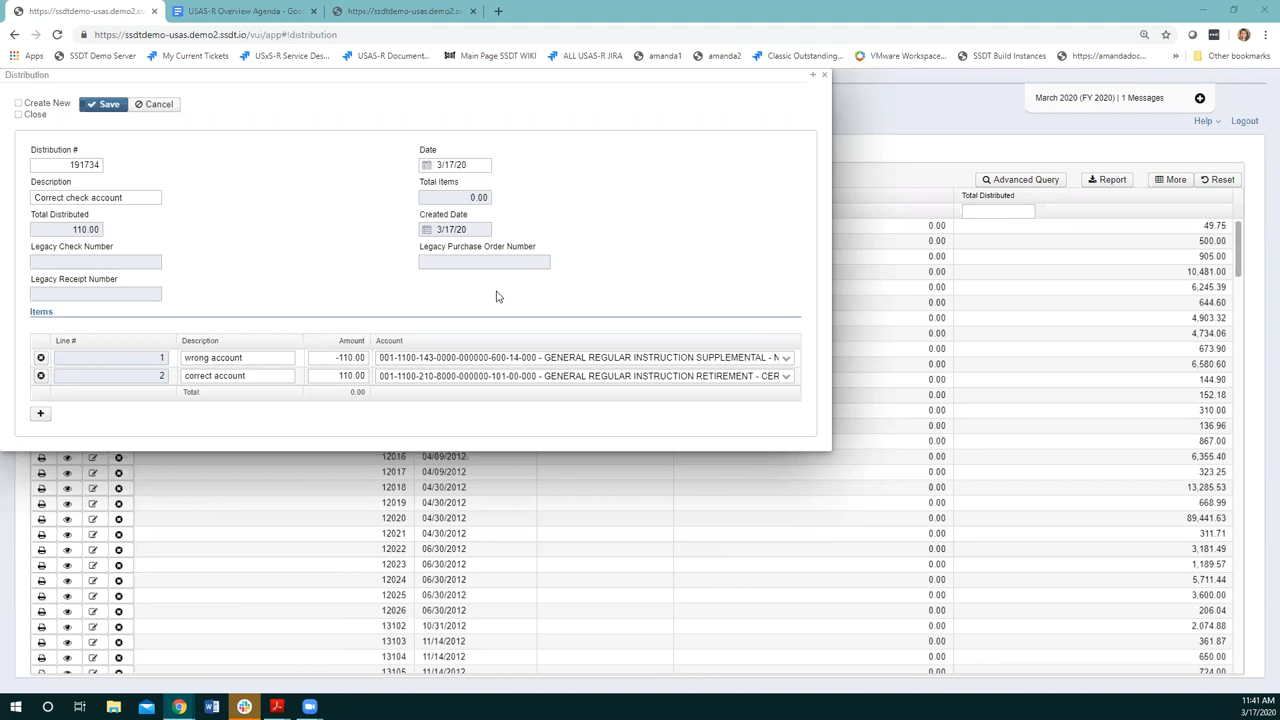 https://ssdtdemo-usas.demo2.ssdt.io
USAS-R Overview Agenda - Goo
https://ssdtdemo-usas.demo2.ssdt.io
https://ssdtdemo-usas.demo2.ssdt.io/vui/app#!distribution
Apps
SSDT Demo Server
My Current Tickets
USxS-R Service Des...
USAS-R Document...
Main Page SSDT WIKI
ALL USAS-R JIRA
amanda1
amanda2
Classic Outstanding...
VMware Workspace...
SSDT Build Instances
https://amandadoc...
Other bookmarks
Distribution
March 2020 (FY 2020) | 1 Messages
Help
Logout
Create New
Close
Save
Cancel
Distribution #
191734
Date
3/17/20
Description
Correct check account
Total Items
0.00
Total Distributed
110.00
Created Date
3/17/20
Legacy Check Number
Legacy Purchase Order Number
Legacy Receipt Number
Items
Line #
Description
Amount
Account
1
wrong account
-110.00
001-1100-143-0000-000000-600-14-000 - GENERAL REGULAR INSTRUCTION SUPPLEMENTAL - N
2
correct account
110.00
001-1100-210-8000-000000-101-00-000 - GENERAL REGULAR INSTRUCTION RETIREMENT - CER
Total:
0.00
Advanced Query
Report
More
Reset
Total Distributed
0.00 49.75
0.00 500.00
0.00 905.00
0.00 10,481.00
0.00 6,245.39
0.00 644.60
0.00 4,903.32
0.00 4,734.06
0.00 673.90
0.00 6,580.60
0.00 144.90
0.00 152.18
0.00 310.00
0.00 136.96
0.00 867.00
12016 04/09/2012 0.00 6,355.40
12017 04/09/2012 0.00 323.25
12018 04/30/2012 0.00 13,285.53
12019 04/30/2012 0.00 668.99
12020 04/30/2012 0.00 89,441.63
12021 04/30/2012 0.00 311.71
12022 06/30/2012 0.00 3,181.49
12023 06/30/2012 0.00 1,189.57
12024 06/30/2012 0.00 5,711.44
12025 06/30/2012 0.00 3,600.00
12026 06/30/2012 0.00 206.04
13102 10/31/2012 0.00 2,074.88
13103 11/14/2012 0.00 361.87
13104 11/14/2012 0.00 650.00
13105 11/14/2012 0.00 724.00
11:41 AM
3/17/2020